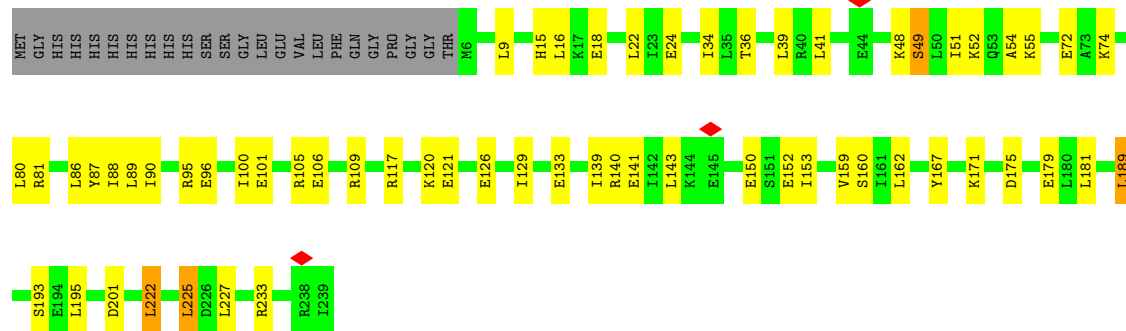 MET GLY HIS HIS HIS HIS HIS HIS HIS HIS HIS HIS SER SER GLY LEU GLU VAL LEU PHE GLN GLY PRO GLY GLY THR M6 L9 H15 L16 K17 E18 L22 I23 E24 I34 L35 T36 L39 R40 L41 E44 K48 S49 L50 I51 K52 Q53 A54 K55 E72 A73 K74
L80 R81 L86 Y87 I88 L89 I90 R95 E96 I100 E101 R105 E106 R109 R117 K120 E121 E126 I129 E133 I139 R140 E141 I142 L143 K144 E145 E150 S151 E152 I153 V159 S160 I161 L162 Y167 K171 D175 E179 L180 L181 L189
S193 E194 L195 D201 L222 L225 D226 L227 R233 R238 I239